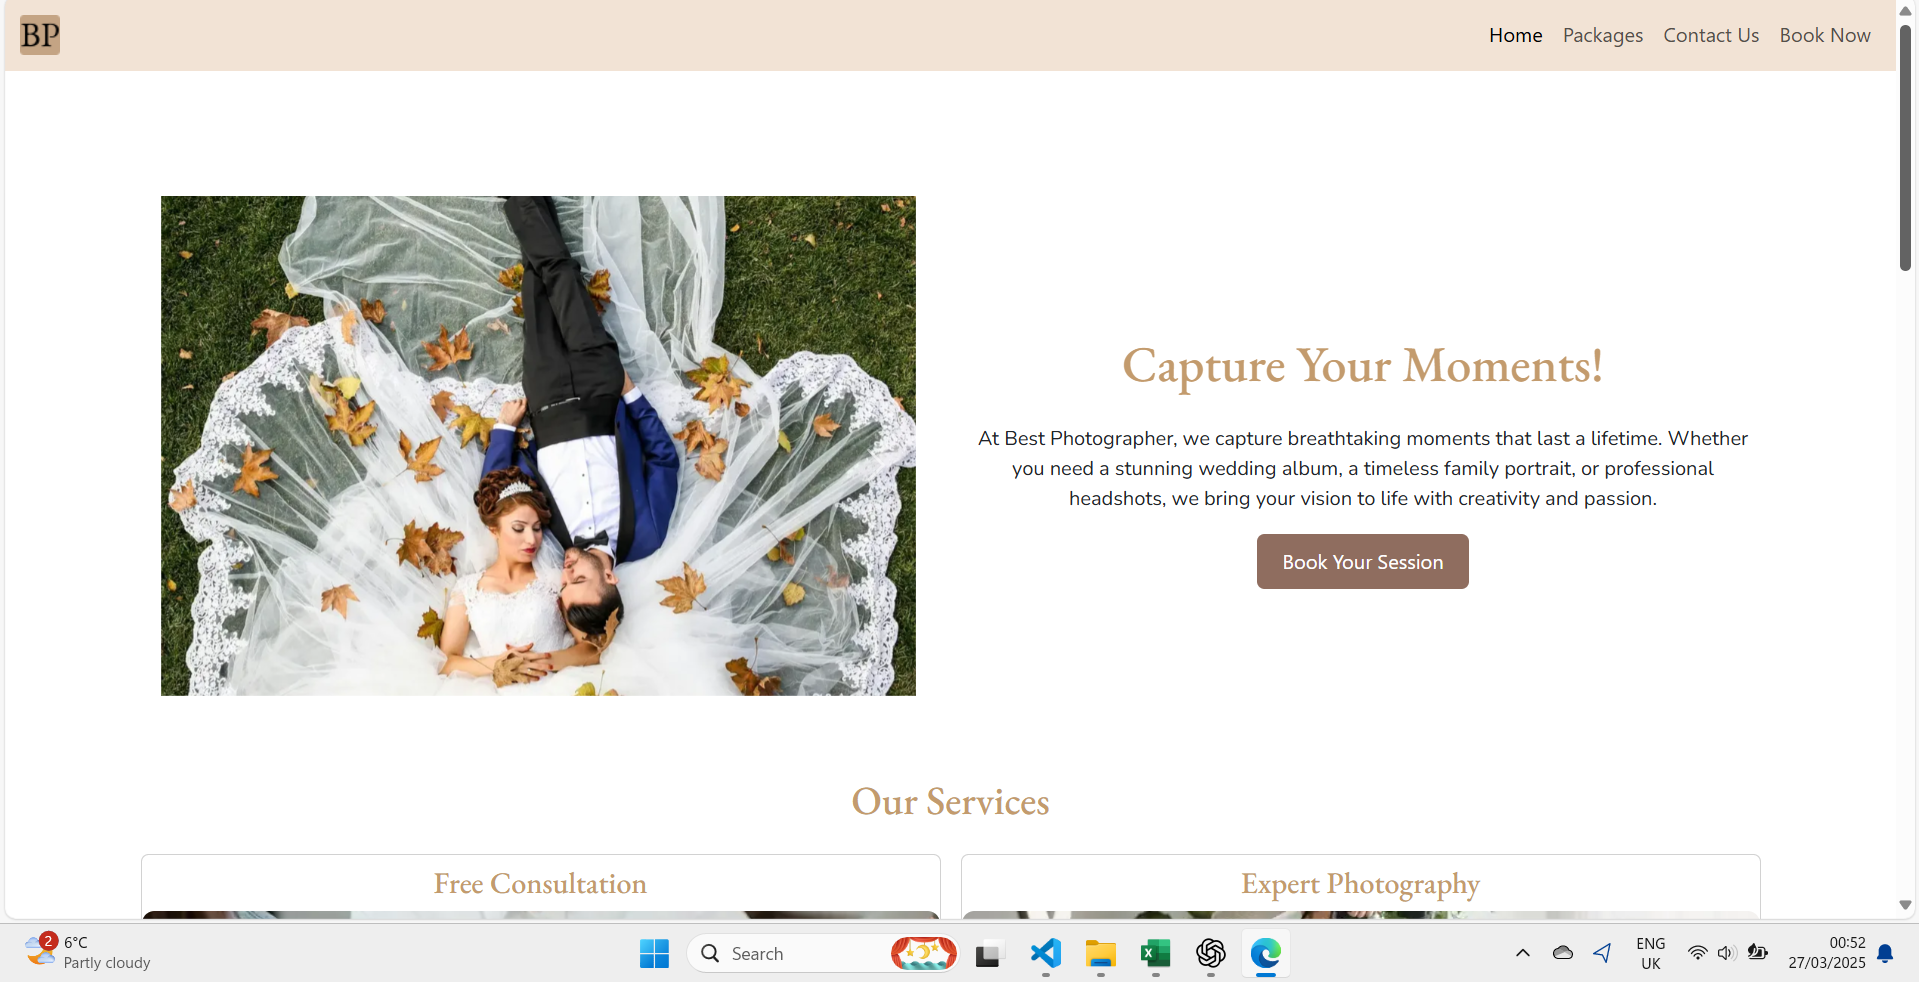 BP
Home Packages Contact Us Book Now
Capture Your Moments!
At Best Photographer, we capture breathtaking moments that last a lifetime. Whether
you need a stunning wedding album, a timeless family portrait, or professional
headshots, we bring your vision to life with creativity and passion.
Book Your Session
Our Services
Free Consultation
Expert Photography
2
6°C
Partly cloudy
Search
ENG
UK
00:52
27/03/2025